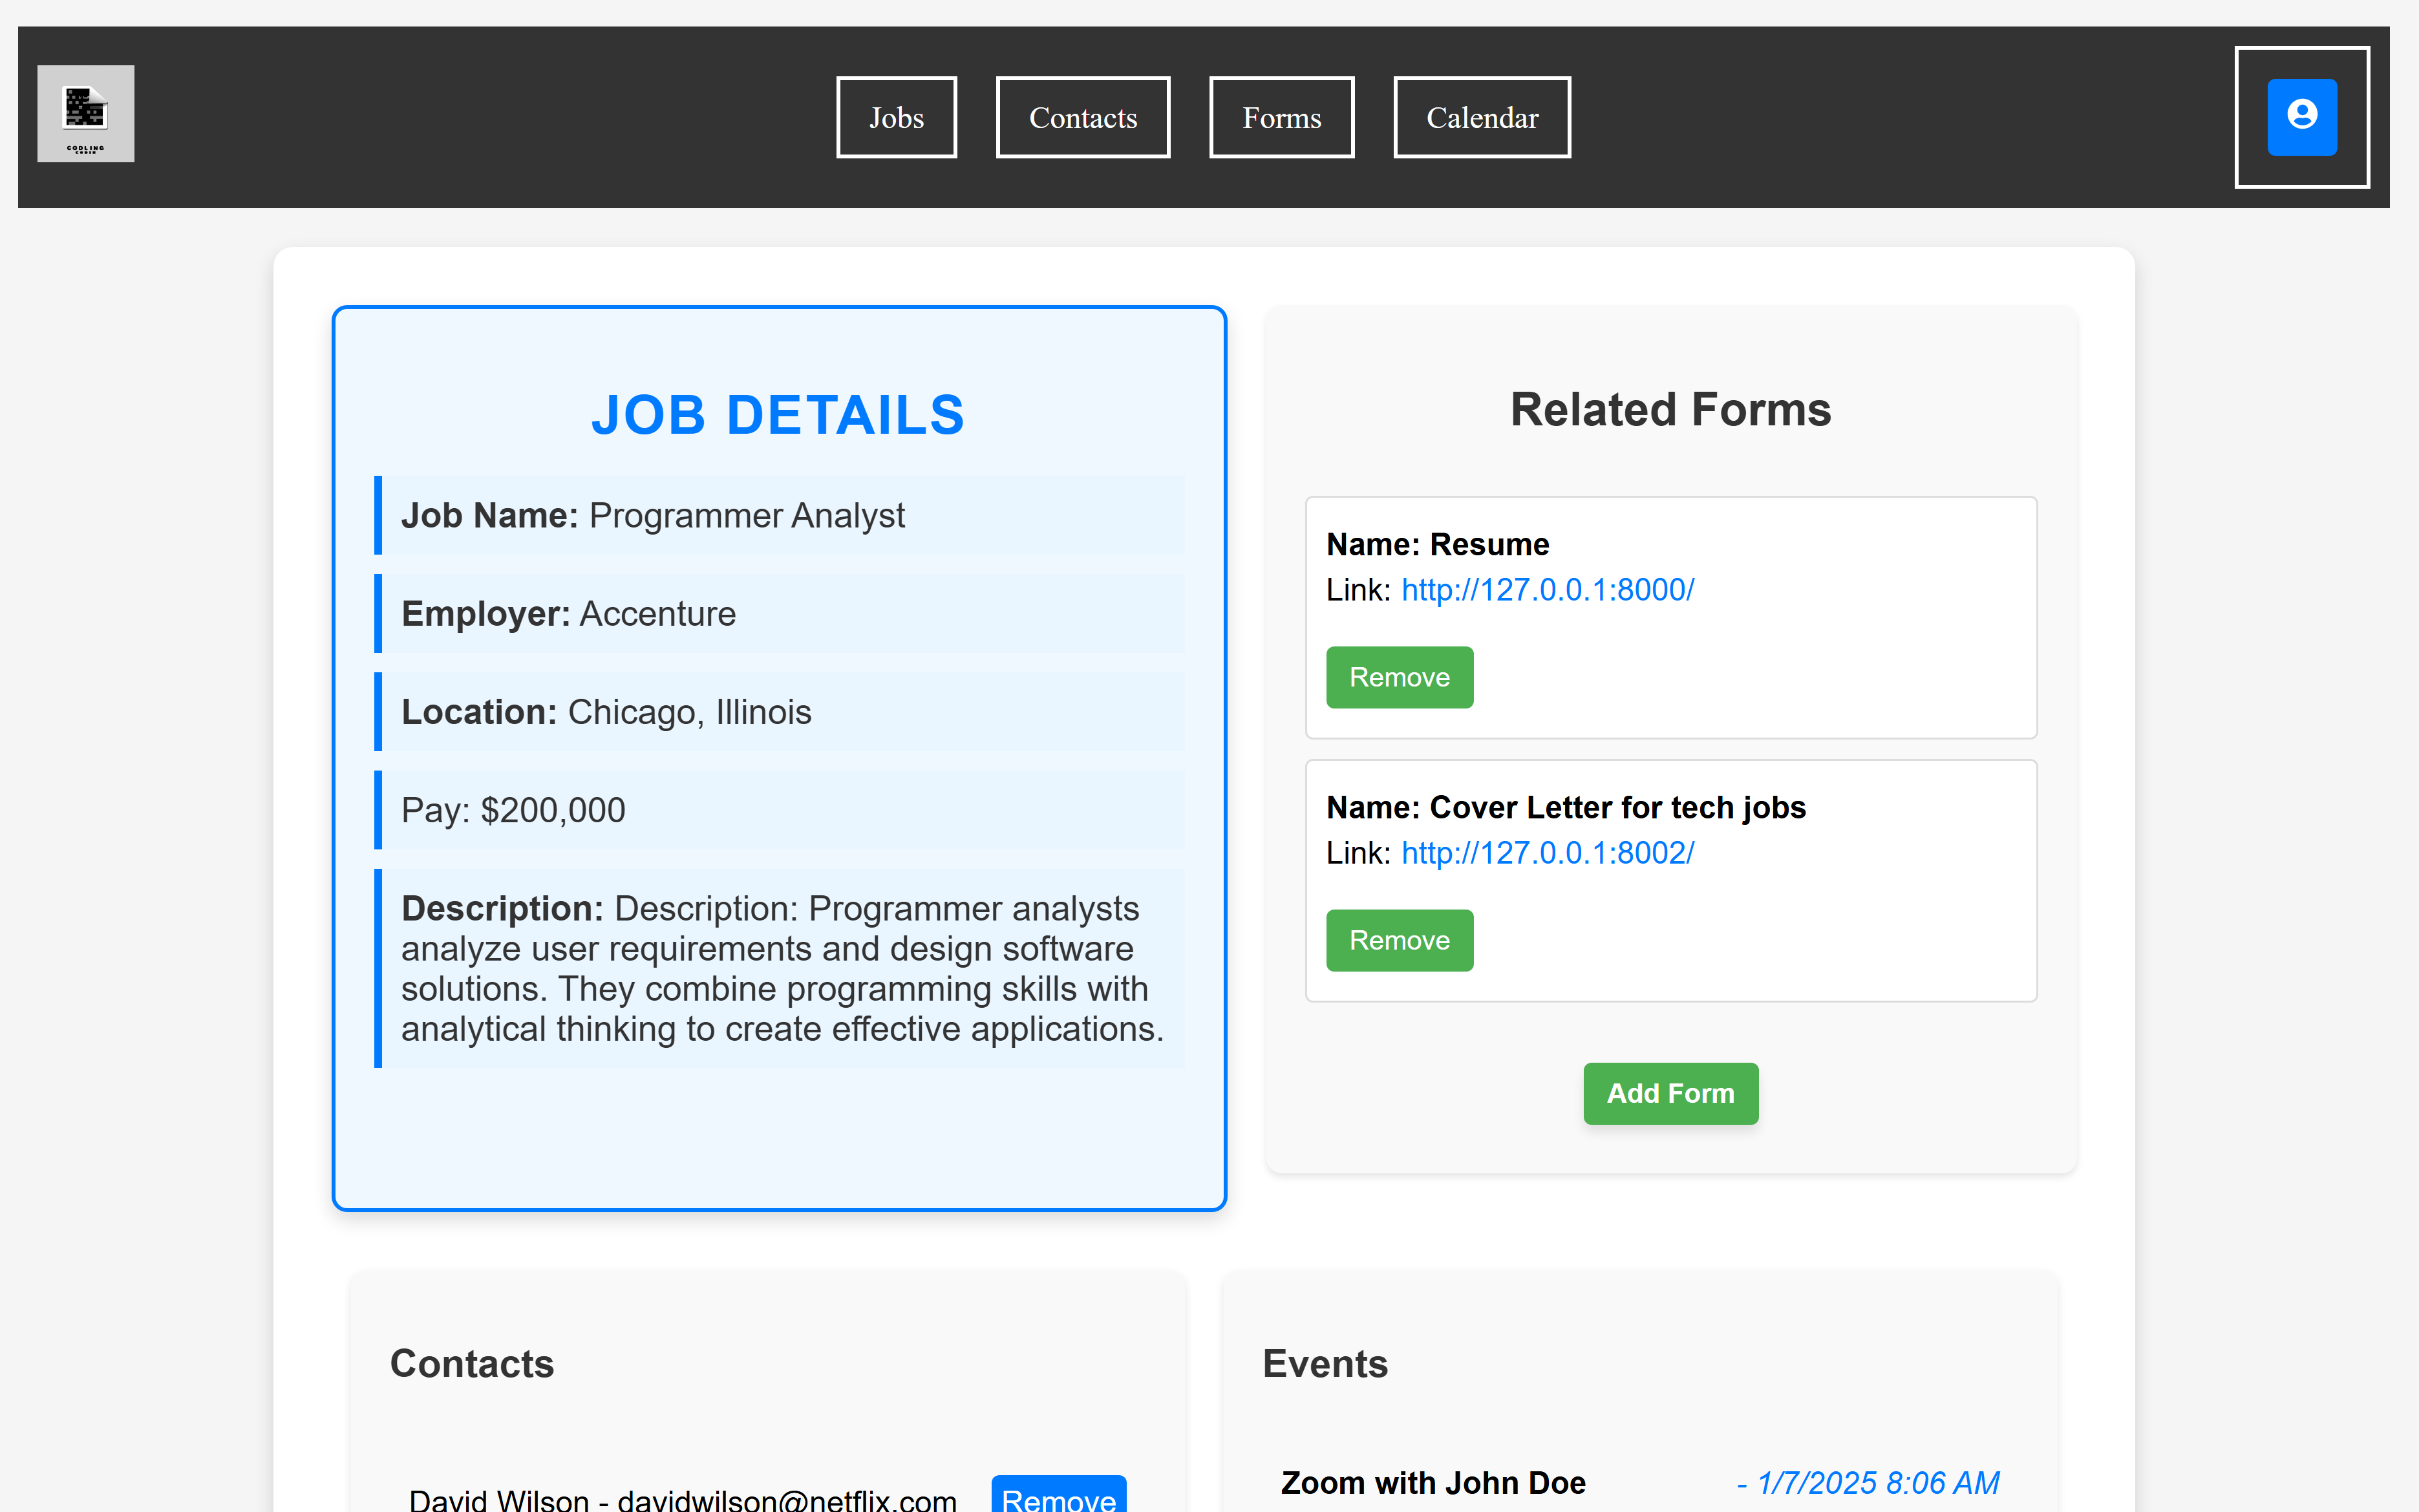 CODLING
CODIN
Jobs
Contacts
Forms
Calendar
JOB DETAILS
Job Name: Programmer Analyst
Employer: Accenture
Location: Chicago, Illinois
Pay: $200,000
Description: Description: Programmer analysts
analyze user requirements and design software
solutions. They combine programming skills with
analytical thinking to create effective applications.
Related Forms
Name: Resume
Link: http://127.0.0.1:8000/
Remove
Name: Cover Letter for tech jobs
Link: http://127.0.0.1:8002/
Remove
Add Form
Contacts
David Wilson - davidwilson@netflix.com
Remove
Events
Zoom with John Doe
- 1/7/2025 8:06 AM